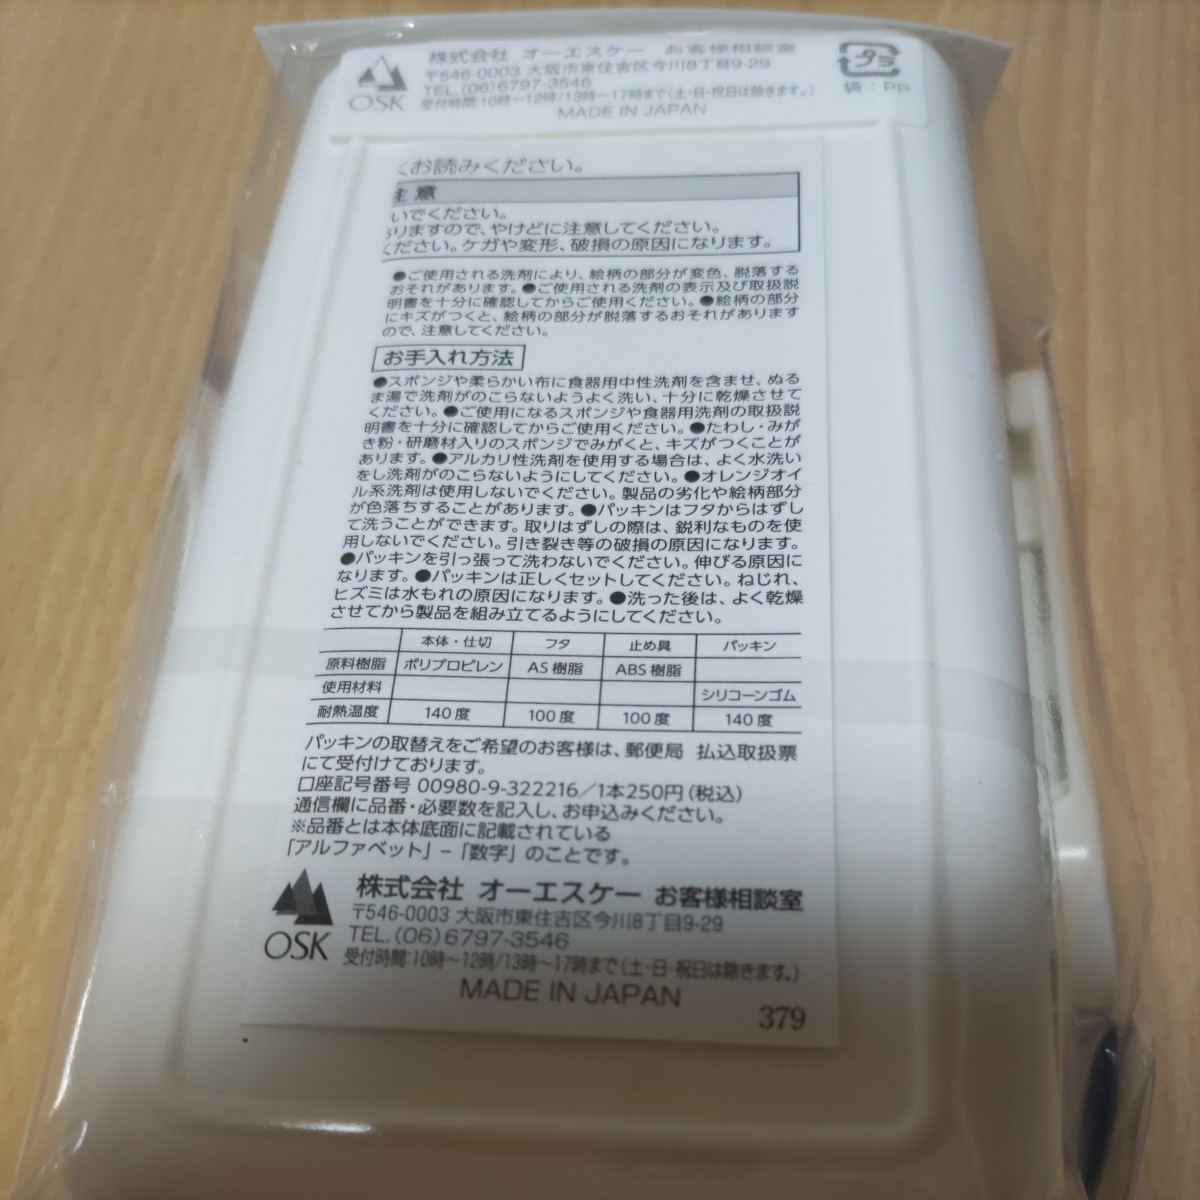 OSK
株式会社 オーエスケー お客様相談室
〒546-0003 大阪市東住吉区今川8丁目9-29
TEL.(06)6797-3546
受付時間:10時〜12時/13時〜17時まで(土・日・祝日は除きます。)
MADE IN JAPAN
プラ
袋:PP
くお読みください。
注意
いでください。
りますので、やけどに注意してください。
ください。ケガや変形、破損の原因になります。
●ご使用される洗剤により、絵柄の部分が変色、脱落する
おそれがあります。●ご使用される洗剤の表示及び取扱説
明書を十分に確認してからご使用ください。●絵柄の部分
にキズがつくと、絵柄の部分が脱落するおそれがあります
ので、注意してください。
お手入れ方法
●スポンジや柔らかい布に食器用中性洗剤を含ませ、ぬる
ま湯で洗剤がのこらないようよく洗い、十分に乾燥させて
ください。●ご使用になるスポンジや食器用洗剤の取扱説
明書を十分に確認してからご使用ください。●たわし・みが
き粉・研磨材入りのスポンジでみがくと、キズがつくことが
あります。●アルカリ性洗剤を使用する場合は、よく水洗い
をし洗剤がのこらないようにしてください。●オレンジオイ
ル系洗剤は使用しないでください。製品の劣化や絵柄部分
が色落ちすることがあります。●パッキンはフタからはずし
て洗うことができます。取りはずしの際は、鋭利なものを使
用しないでください。引き裂き等の破損の原因になります。
●パッキンを引っ張って洗わないでください。伸びる原因に
なります。●パッキンは正しくセットしてください。ねじれ、
ヒズミは水もれの原因になります。●洗った後は、よく乾燥
させてから製品を組み立てるようにしてください。
本体・仕切 フタ 止め具 パッキン
原料樹脂 ポリプロピレン AS樹脂 ABS樹脂
使用材料 シリコーンゴム
耐熱温度 140度 100度 100度 140度
パッキンの取替えをご希望のお客様は、郵便局 払込取扱票
にて受付けております。
口座記号番号 00980-9-322216/1本250円(税込)
通信欄に品番・必要数を記入し、お申込みください。
※品番とは本体底面に記載されている
「アルファベット」−「数字」のことです。
OSK
株式会社 オーエスケー お客様相談室
〒546-0003 大阪市東住吉区今川8丁目9-29
TEL.(06)6797-3546
受付時間:10時〜12時/13時〜17時まで(土・日・祝日は除きます。)
MADE IN JAPAN
379